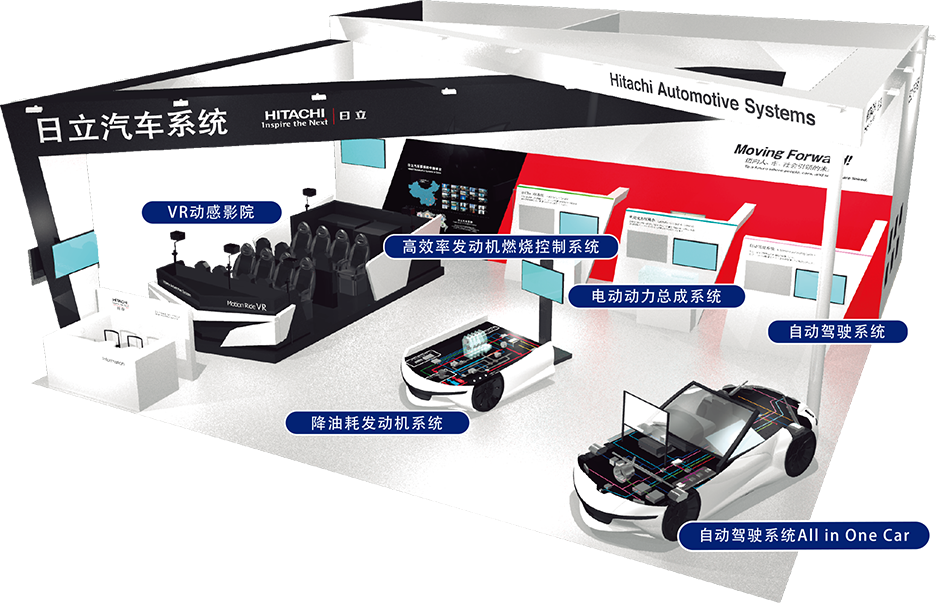 Hitachi Automotive Systems
日立汽车系统
HITACHI
Inspire the Next
日立
Moving Forward!
VR动感影院
高效率发动机燃烧控制系统
电动动力总成系统
自动驾驶系统
Motion Ride VR
HITACHI
Information
降油耗发动机系统
自动驾驶系统All in One Car